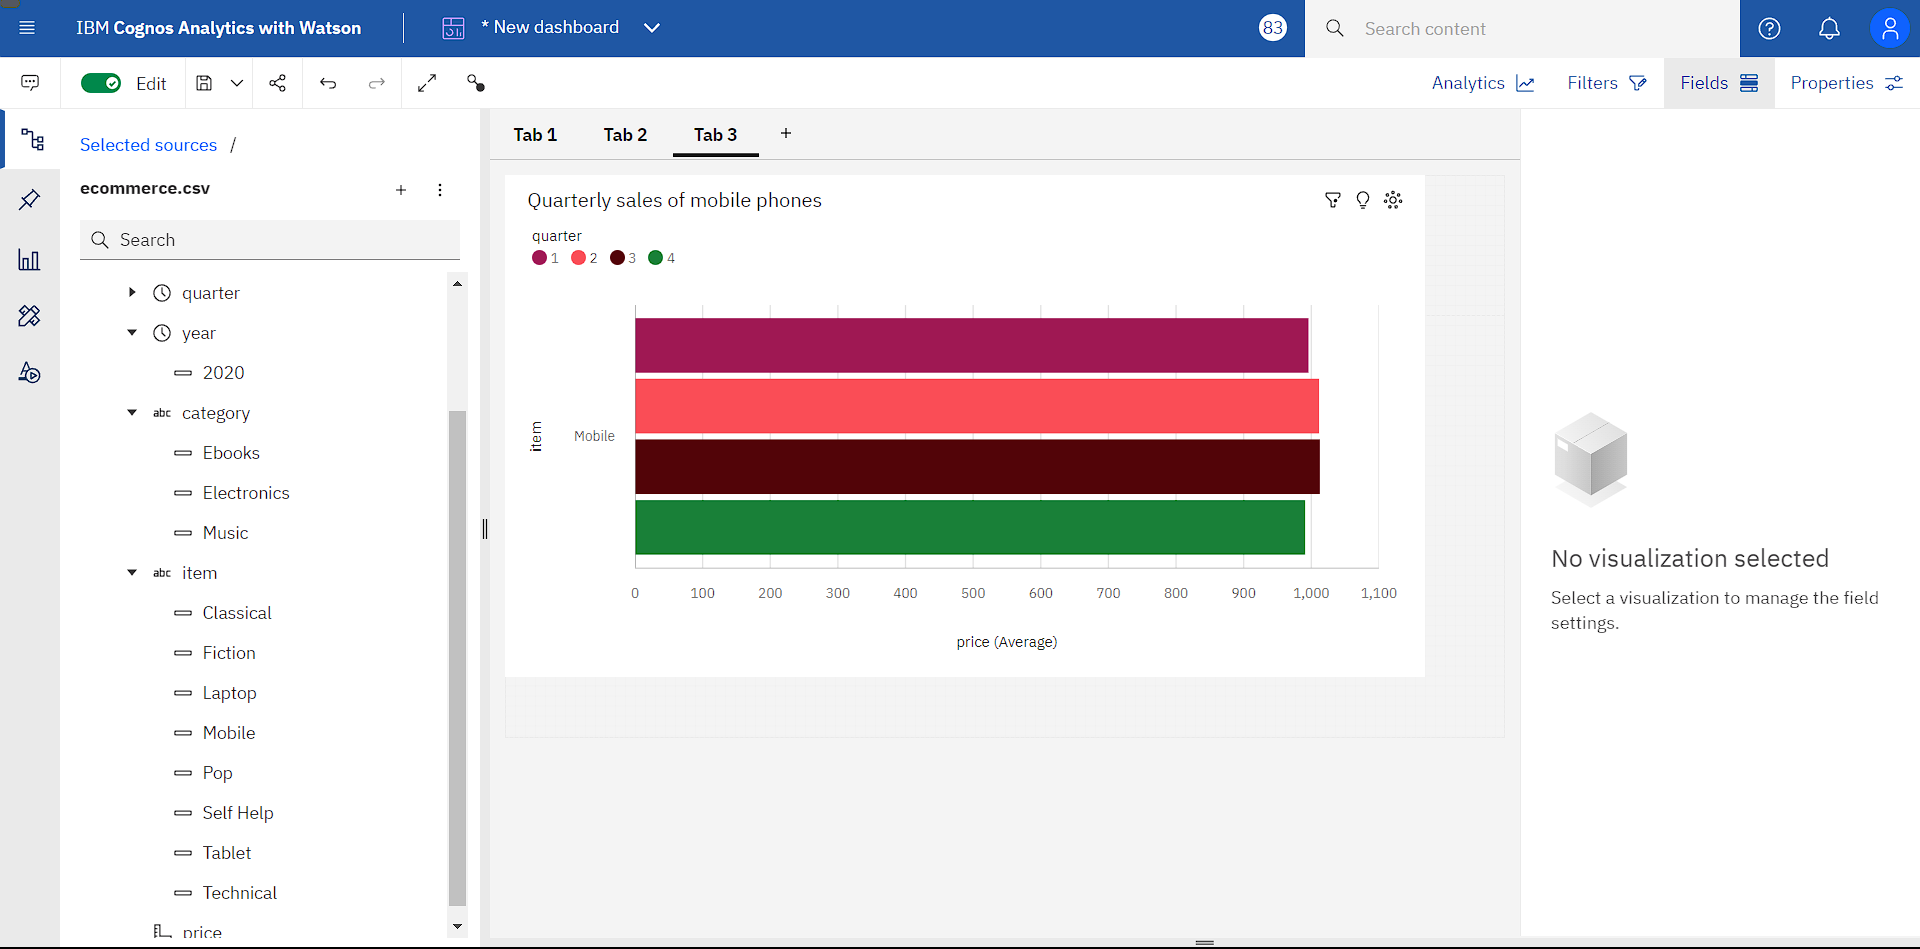 IBM Cognos Analytics with Watson
* New dashboard
83
Search content
Edit
Analytics
Filters
Fields
Properties
Selected sources /
ecommerce.csv
Search
quarter
year
2020
abc category
Ebooks
Electronics
Music
abc item
Classical
Fiction
Laptop
Mobile
Pop
Self Help
Tablet
Technical
price
Tab 1
Tab 2
Tab 3
Quarterly sales of mobile phones
quarter
1 2 3 4
item
Mobile
0 100 200 300 400 500 600 700 800 900 1,000 1,100
price (Average)
No visualization selected
Select a visualization to manage the field
settings.